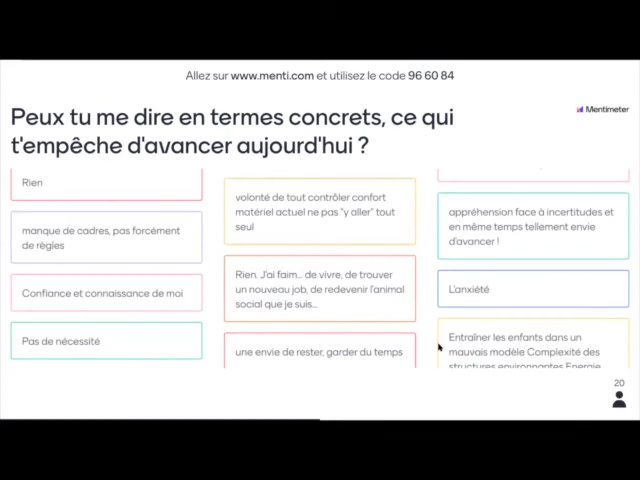 Allez sur www.menti.com et utilisez le code 96 60 84
Peux tu me dire en termes concrets, ce qui
t'empêche d'avancer aujourd'hui ?
Mentimeter
Rien
manque de cadres, pas forcément
de règles
Confiance et connaissance de moi
Pas de nécessité
volonté de tout contrôler confort
matériel actuel ne pas "y aller" tout
seul
Rien. J'ai faim... de vivre, de trouver
un nouveau job, de redevenir l'animal
social que je suis...
une envie de rester, garder du temps
appréhension face à incertitudes et
en même temps tellement envie
d'avancer !
L'anxiété
Entraîner les enfants dans un
mauvais modèle Complexité des
structures environnantes Energie
20